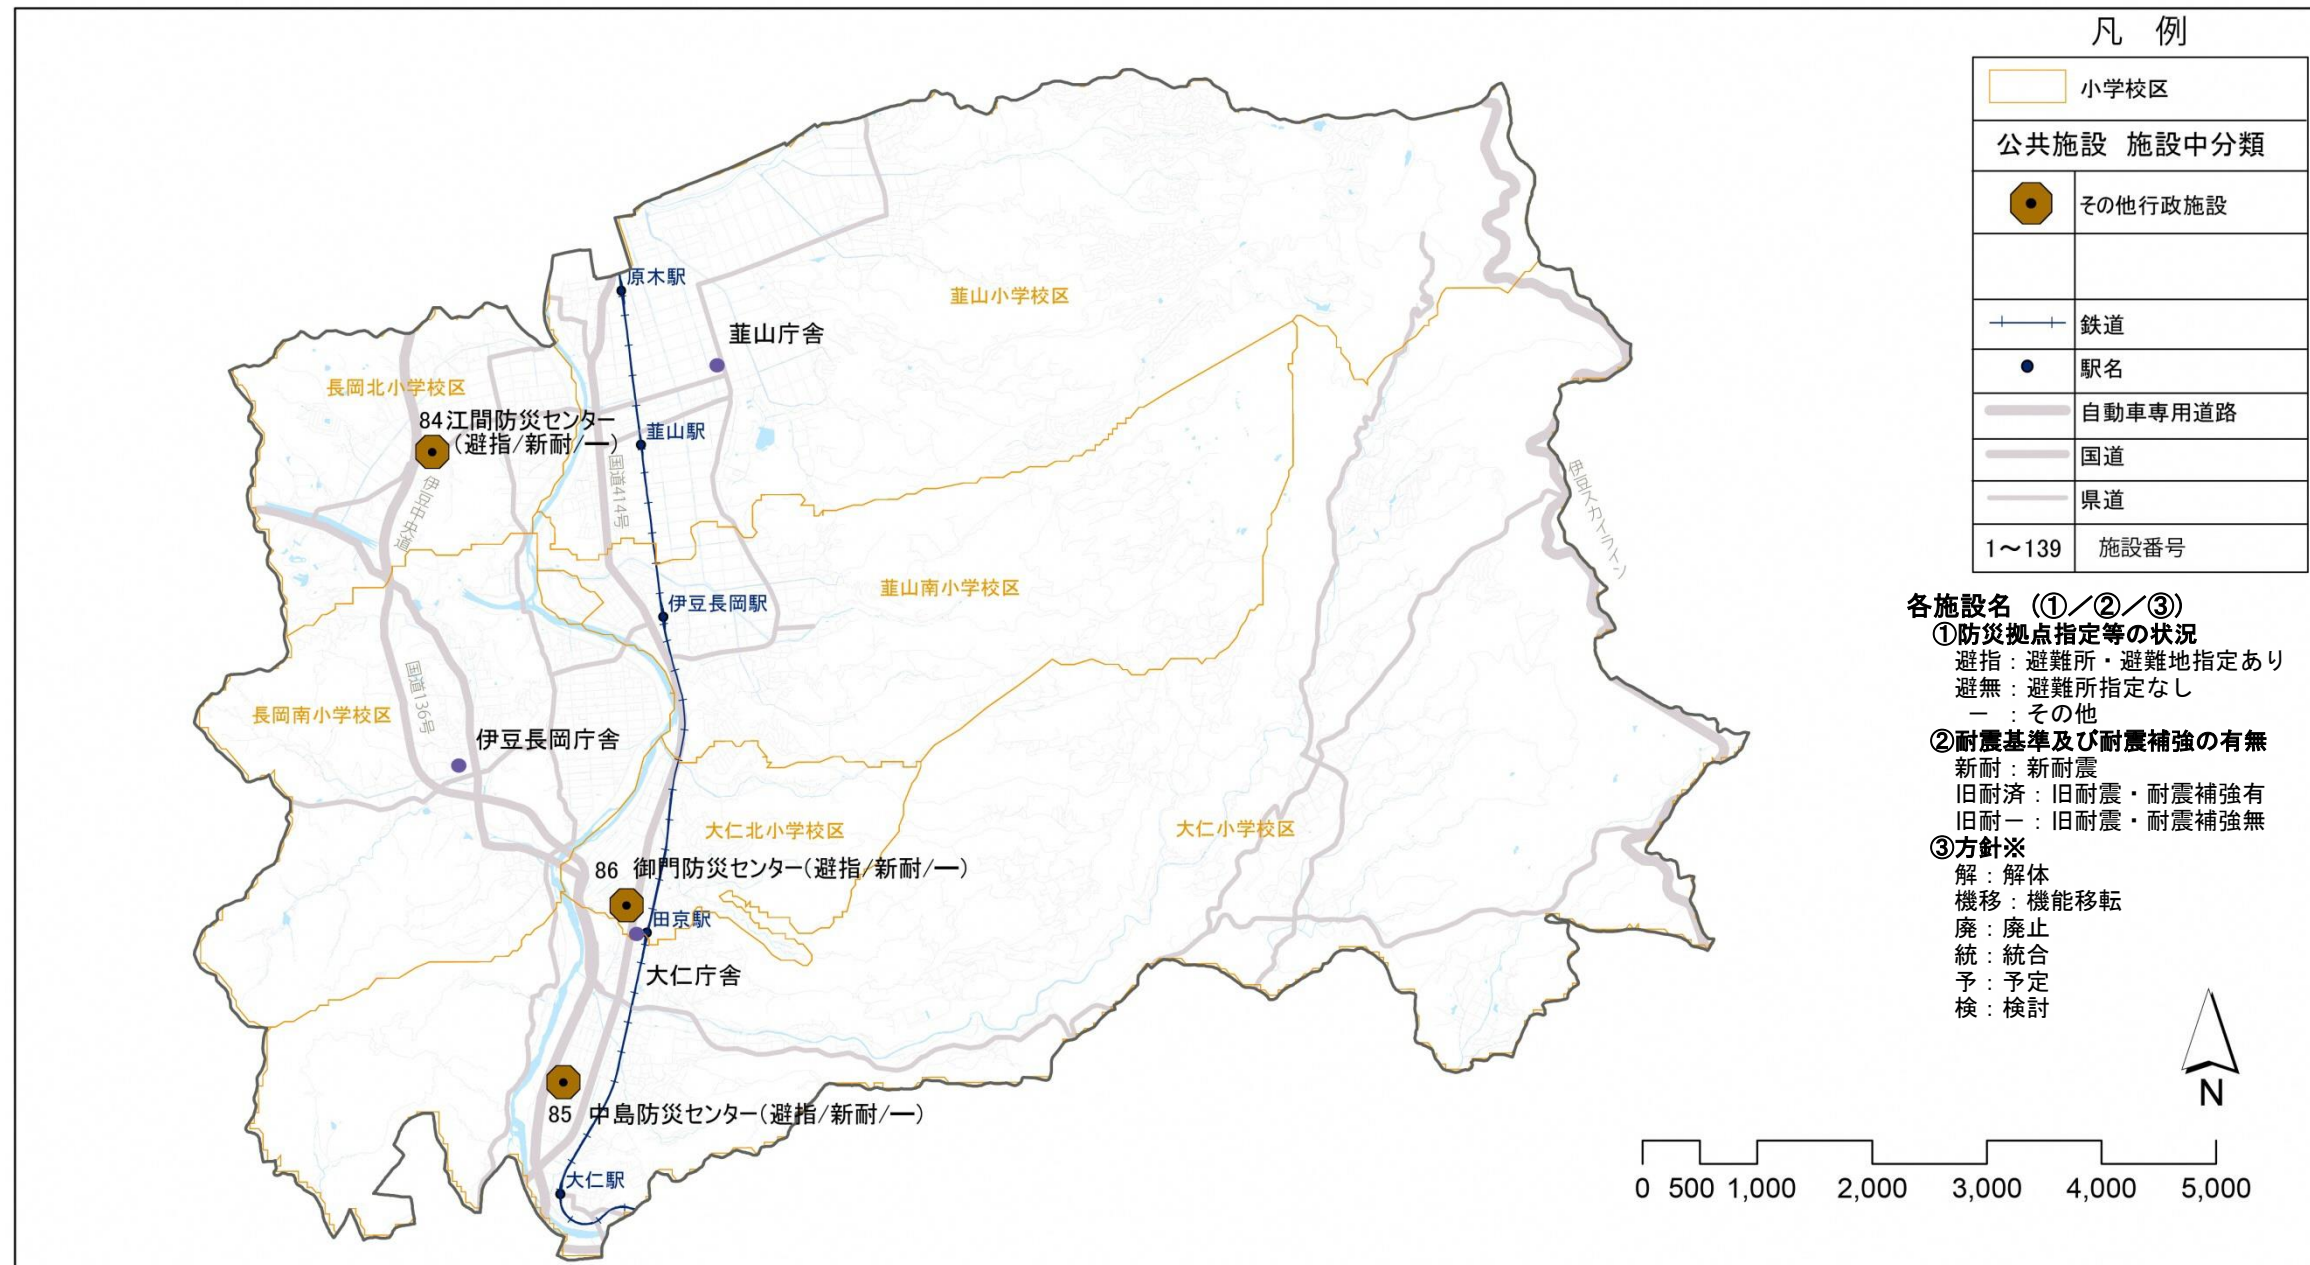 凡 例
小学校区
公共施設 施設中分類
その他行政施設
鉄道
駅名
自動車専用道路
国道
県道
1～139 施設番号
各施設名（①／②／③）
①防災拠点指定等の状況
避指：避難所・避難地指定あり
避無：避難所指定なし
－ ：その他
②耐震基準及び耐震補強の有無
新耐：新耐震
旧耐済：旧耐震・耐震補強有
旧耐－：旧耐震・耐震補強無
③方針※
解：解体
機移：機能移転
廃：廃止
統：統合
予：予定
検：検討
N
0 500 1,000 2,000 3,000 4,000 5,000
原木駅
韮山小学校区
韮山庁舎
長岡北小学校区
84江間防災センター
（避指/新耐/―）
韮山駅
国道414号
伊豆中央道
伊豆スカイライン
韮山南小学校区
伊豆長岡駅
国道136号
長岡南小学校区
伊豆長岡庁舎
大仁北小学校区
大仁小学校区
86 御門防災センター（避指/新耐/―）
田京駅
大仁庁舎
85 中島防災センター（避指/新耐/―）
大仁駅